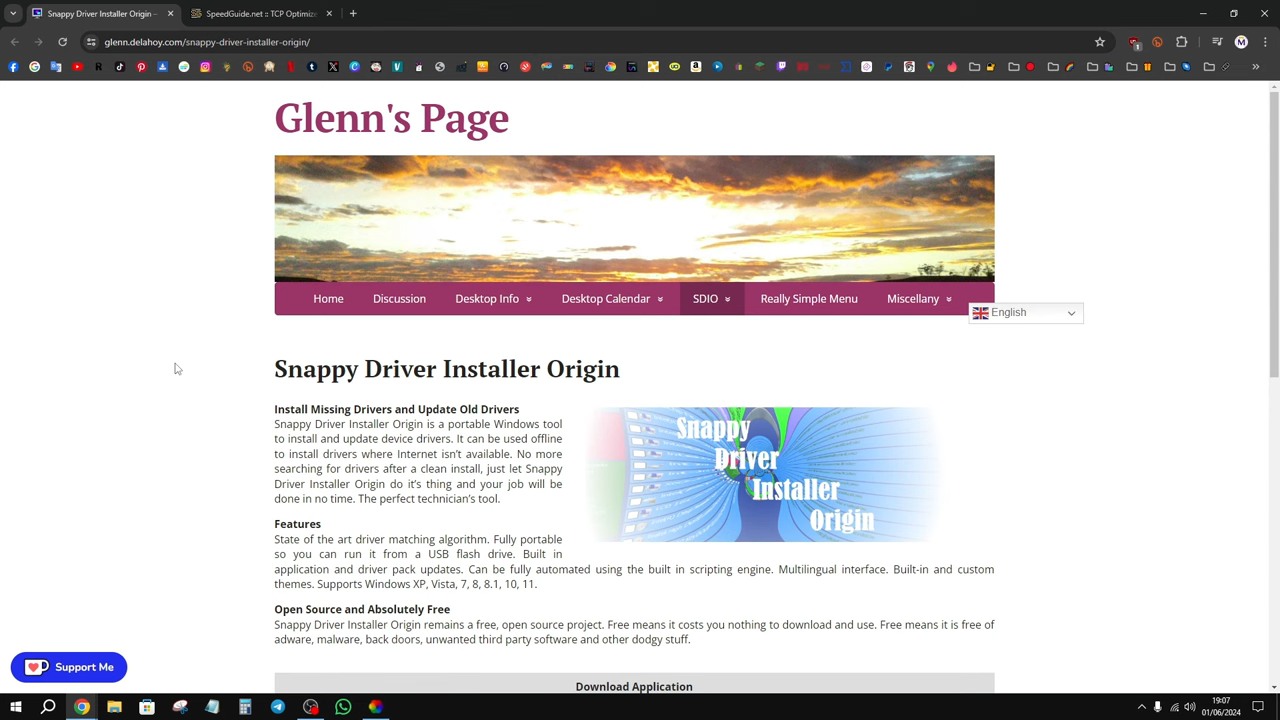 Snappy Driver Installer Origin –
SpeedGuide.net :: TCP Optimize
glenn.delahoy.com/snappy-driver-installer-origin/
Glenn's Page
Home
Discussion
Desktop Info
Desktop Calendar
SDIO
Really Simple Menu
Miscellany
English
Snappy Driver Installer Origin
Install Missing Drivers and Update Old Drivers
Snappy Driver Installer Origin is a portable Windows tool
to install and update device drivers. It can be used offline
to install drivers where Internet isn't available. No more
searching for drivers after a clean install, just let Snappy
Driver Installer Origin do it's thing and your job will be
done in no time. The perfect technician's tool.
Snappy
Driver
Installer
Origin
Features
State of the art driver matching algorithm. Fully portable
so you can run it from a USB flash drive. Built in
application and driver pack updates. Can be fully automated using the built in scripting engine. Multilingual interface. Built-in and custom
themes. Supports Windows XP, Vista, 7, 8, 8.1, 10, 11.
Open Source and Absolutely Free
Snappy Driver Installer Origin remains a free, open source project. Free means it costs you nothing to download and use. Free means it is free of
adware, malware, back doors, unwanted third party software and other dodgy stuff.
Support Me
Download Application
19:07
01/06/2024